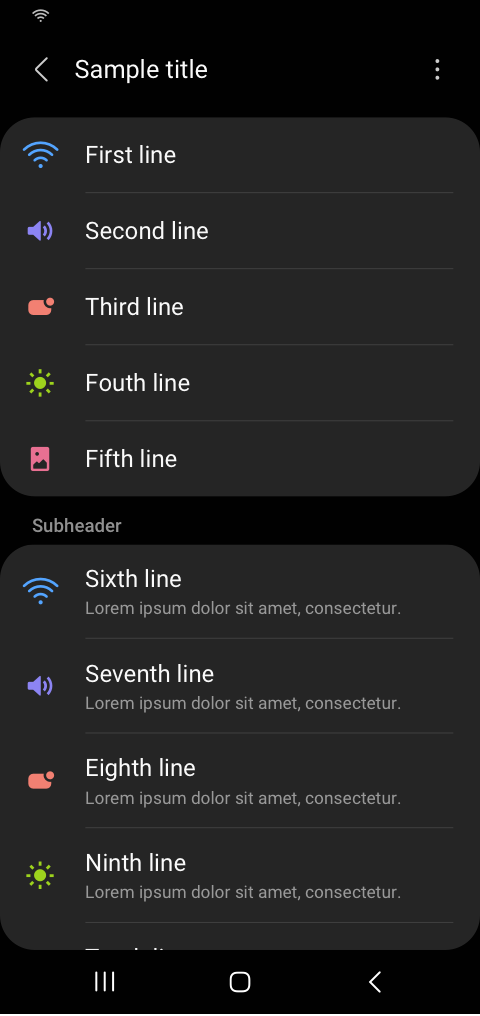 Sample title
First line
Second line
Third line
Fouth line
Fifth line
Subheader
Sixth line
Lorem ipsum dolor sit amet, consectetur.
Seventh line
Lorem ipsum dolor sit amet, consectetur.
Eighth line
Lorem ipsum dolor sit amet, consectetur.
Ninth line
Lorem ipsum dolor sit amet, consectetur.